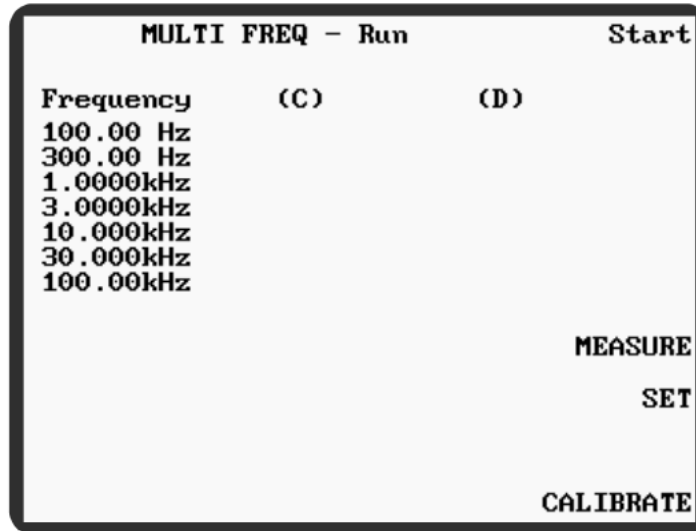 MULTI FREQ - Run Start
Frequency (C) (D)
100.00 Hz
300.00 Hz
1.0000kHz
3.0000kHz
10.000kHz
30.000kHz
100.00kHz
MEASURE
SET
CALIBRATE